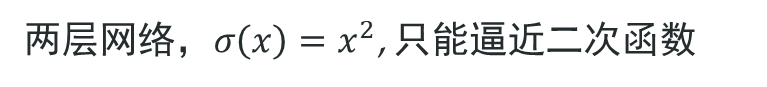 两层网络，σ(x) = x², 只能逼近二次函数